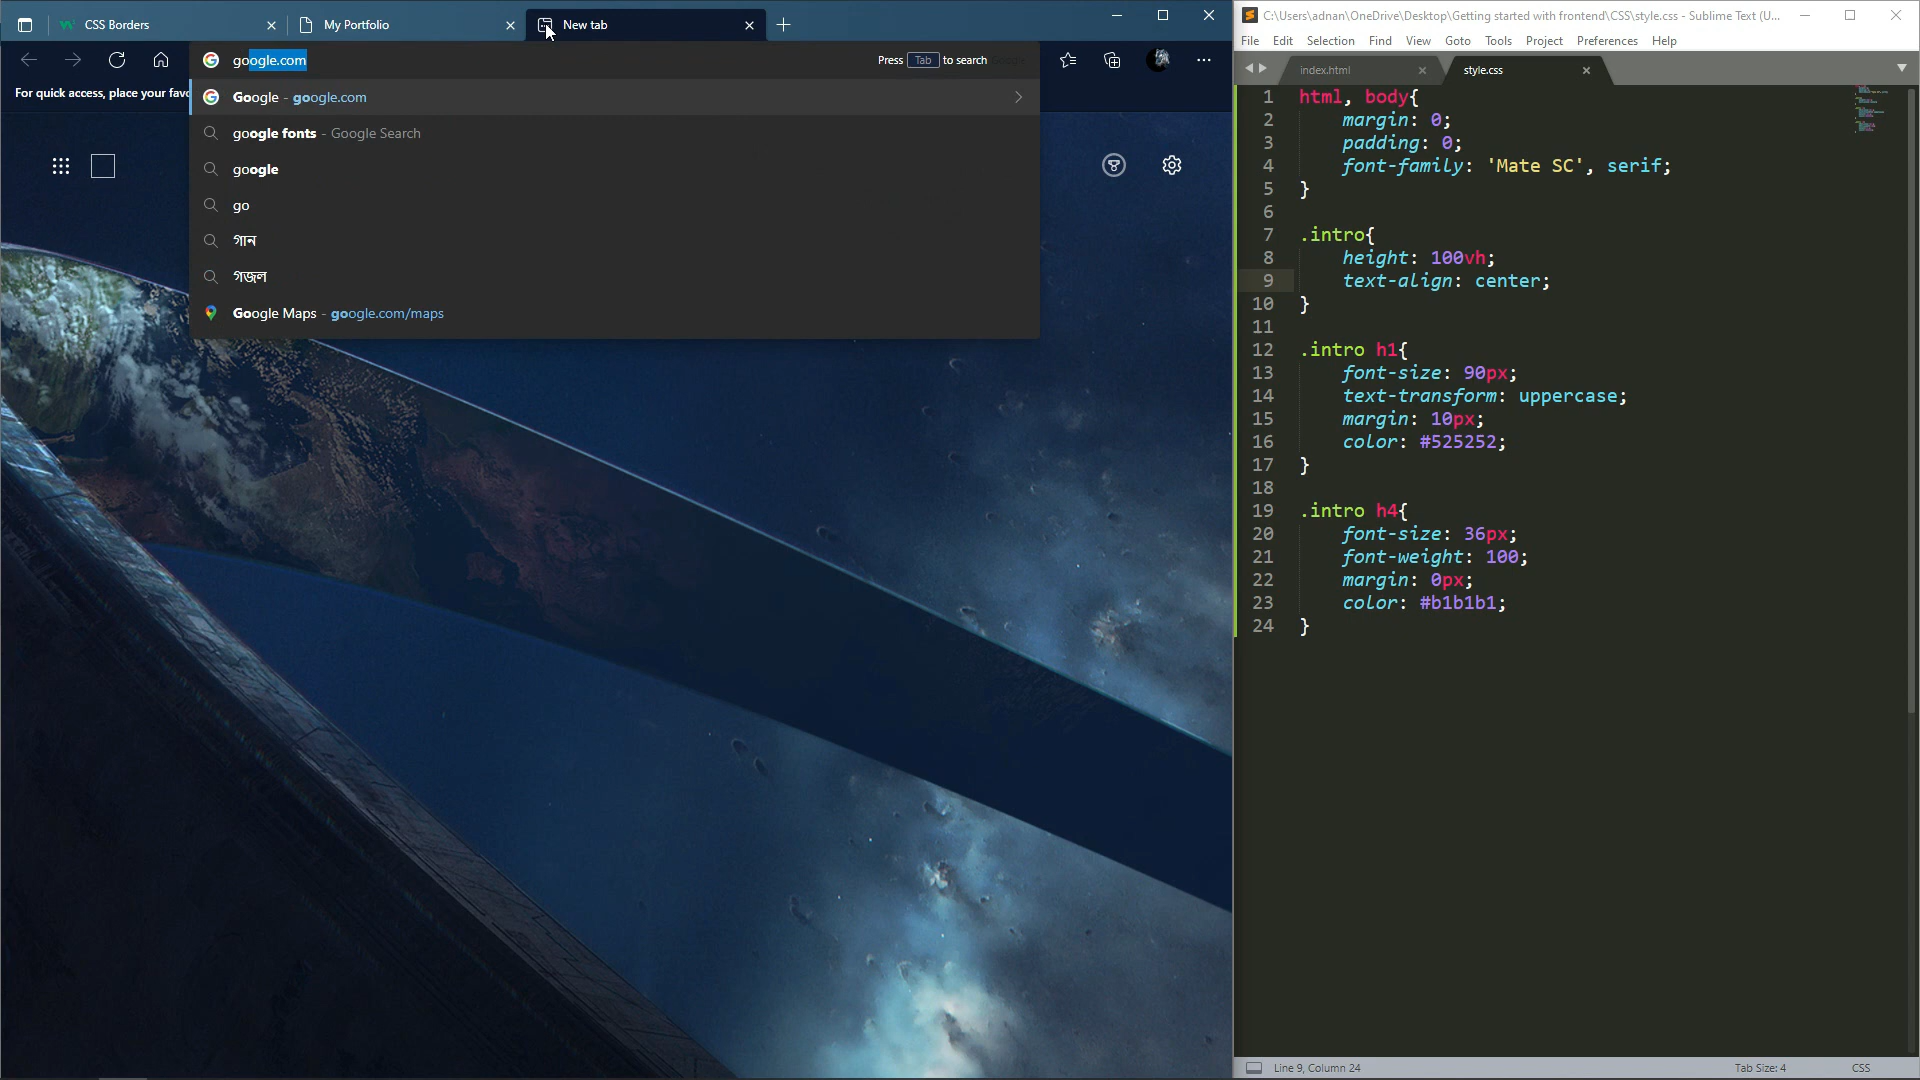 CSS Borders
My Portfolio
New tab
google.com
Press Tab to search
For quick access, place your favo
Google - google.com
google fonts - Google Search
google
go
গান
গজল
Google Maps - google.com/maps
C:\Users\adnan\OneDrive\Desktop\Getting started with frontend\CSS\style.css - Sublime Text (U...
File Edit Selection Find View Goto Tools Project Preferences Help
index.html
style.css
1 html, body{
2 margin: 0;
3 padding: 0;
4 font-family: 'Mate SC', serif;
5 }
6
7 .intro{
8 height: 100vh;
9 text-align: center;
10 }
11
12 .intro h1{
13 font-size: 90px;
14 text-transform: uppercase;
15 margin: 10px;
16 color: #525252;
17 }
18
19 .intro h4{
20 font-size: 36px;
21 font-weight: 100;
22 margin: 0px;
23 color: #b1b1b1;
24 }
Line 9, Column 24
Tab Size: 4
CSS